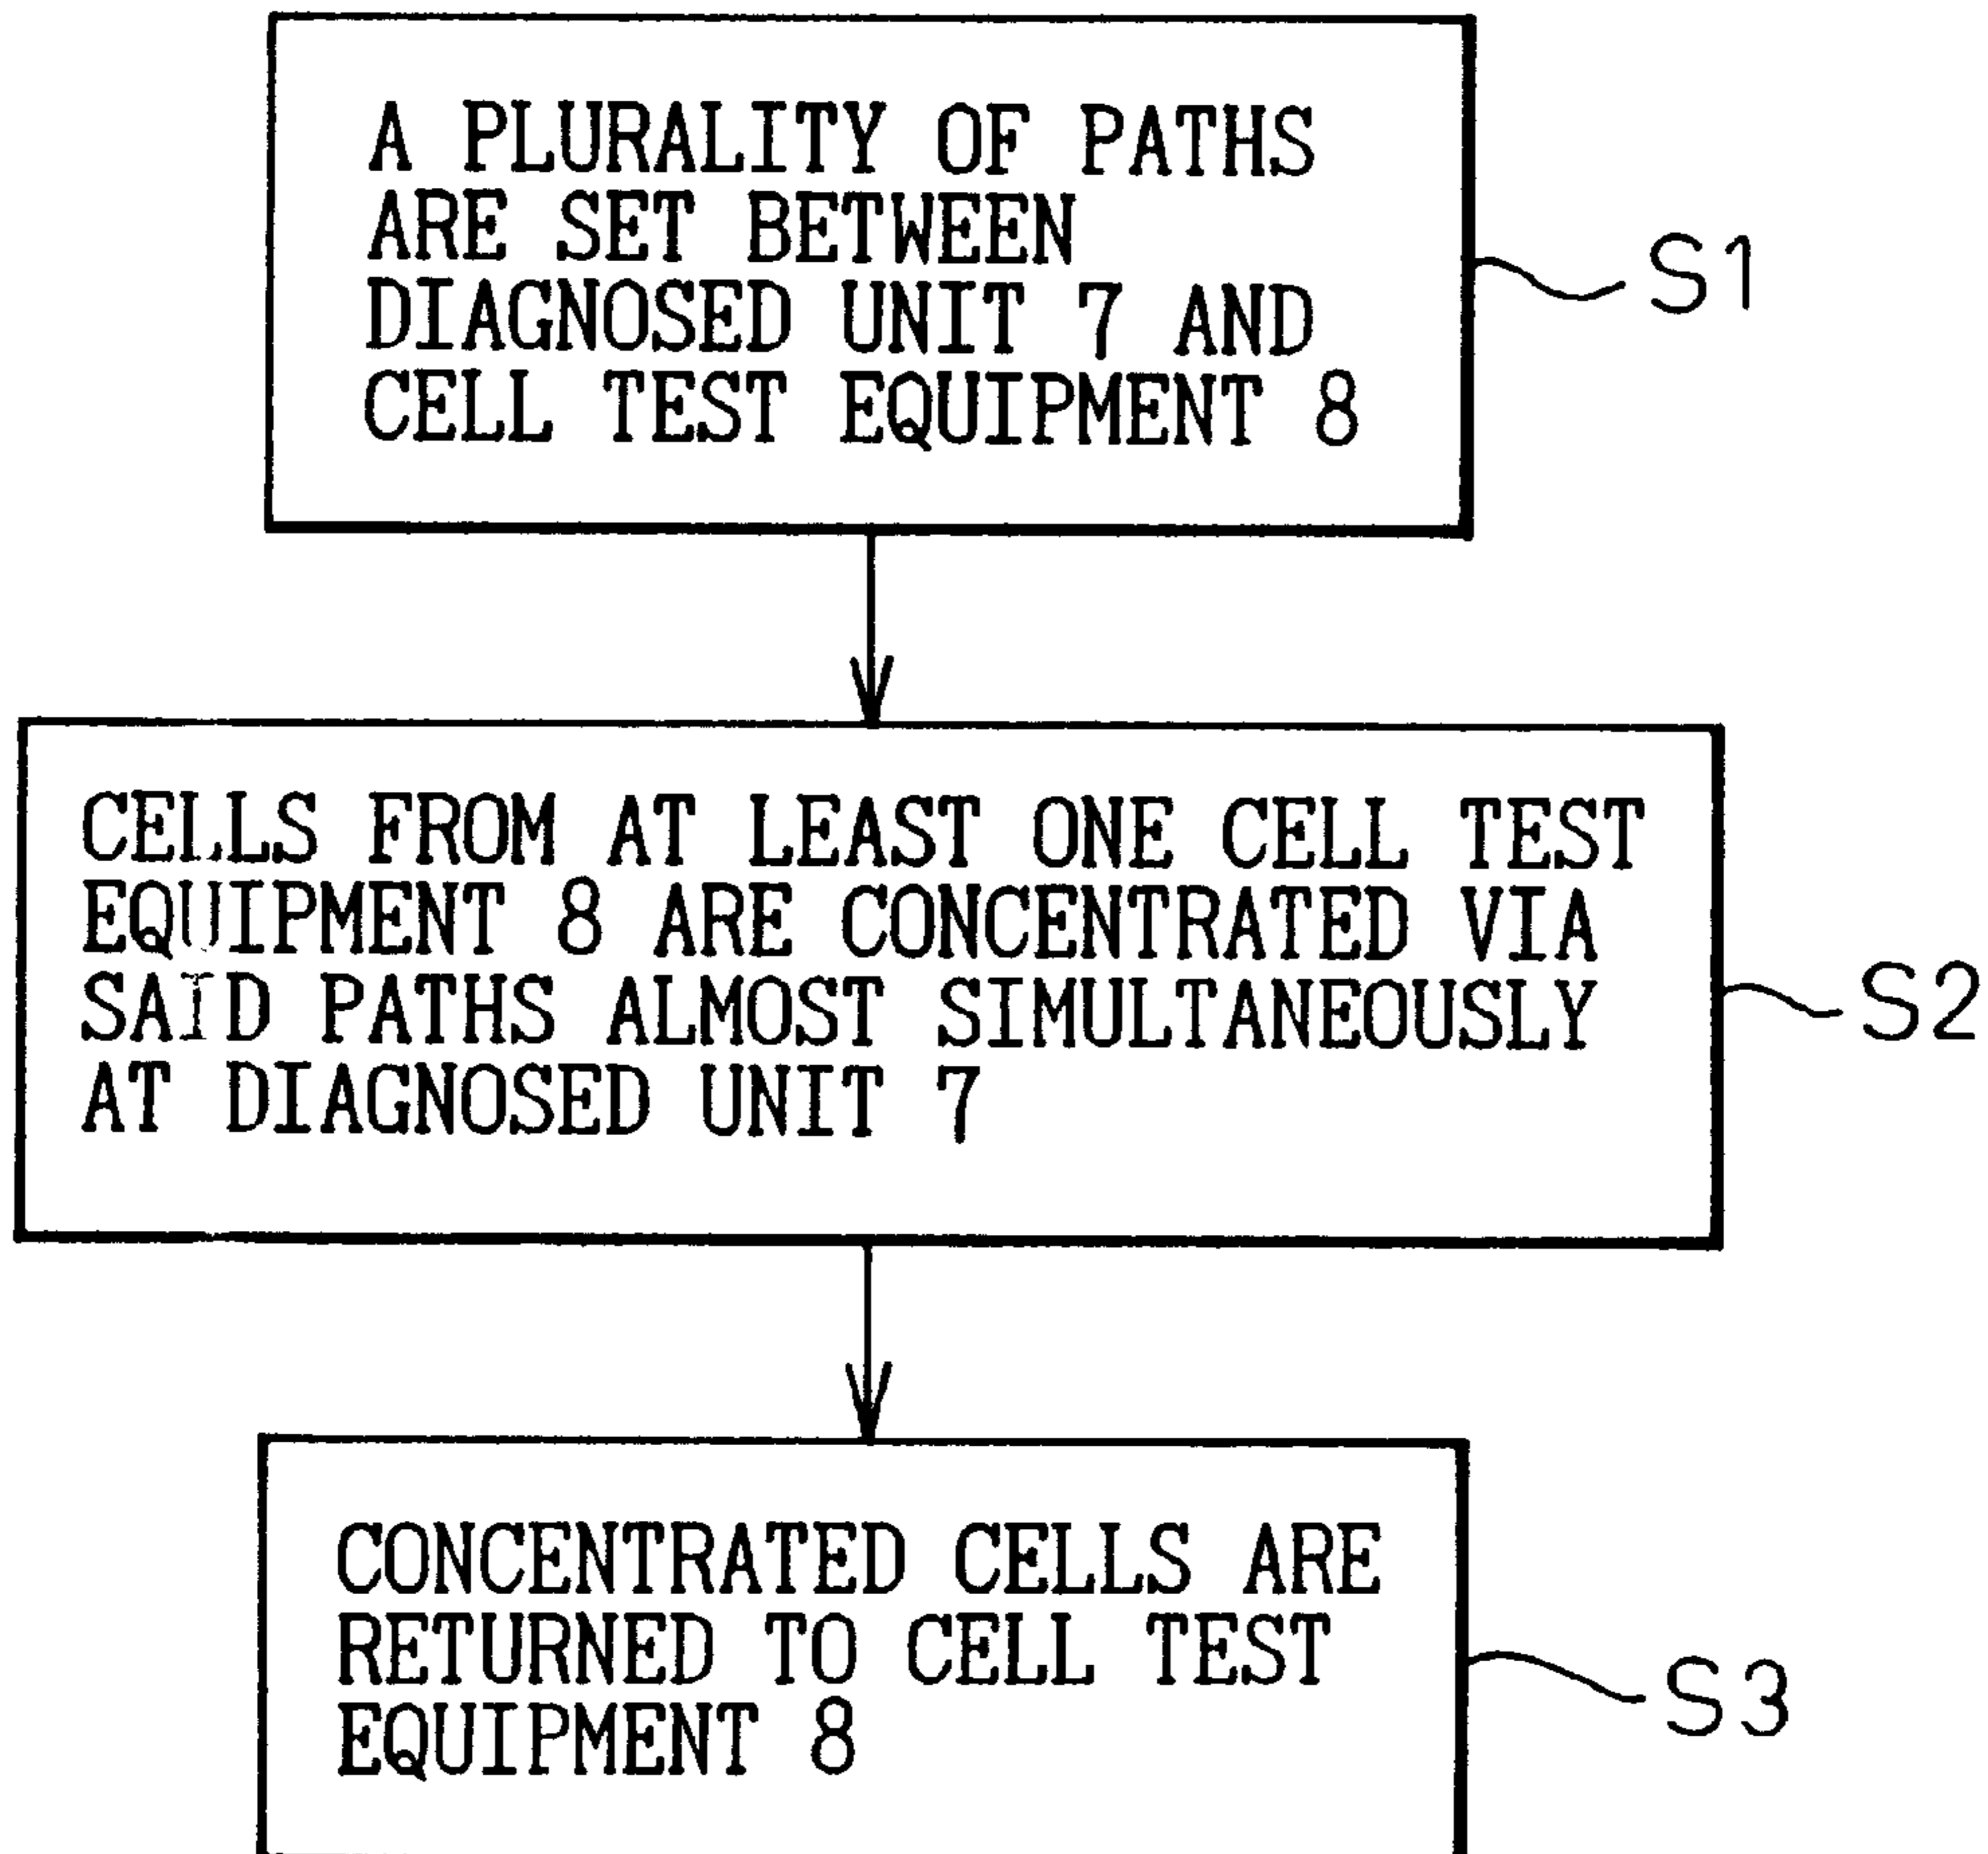 A PLURALITY OF PATHS
ARE SET BETWEEN
DIAGNOSED UNIT 7 AND
CELL TEST EQUIPMENT 8
S1
CELLS FROM AT LEAST ONE CELL TEST
EQUIPMENT 8 ARE CONCENTRATED VIA
SAID PATHS ALMOST SIMULTANEOUSLY
AT DIAGNOSED UNIT 7
S2
CONCENTRATED CELLS ARE
RETURNED TO CELL TEST
EQUIPMENT 8
S3